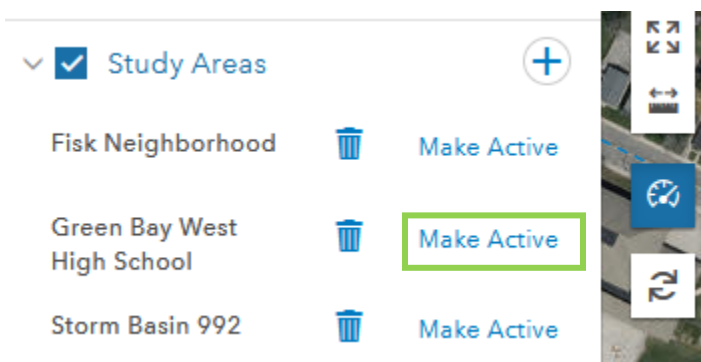 Study Areas
Fisk Neighborhood Make Active
Green Bay West
High School Make Active
Storm Basin 992 Make Active